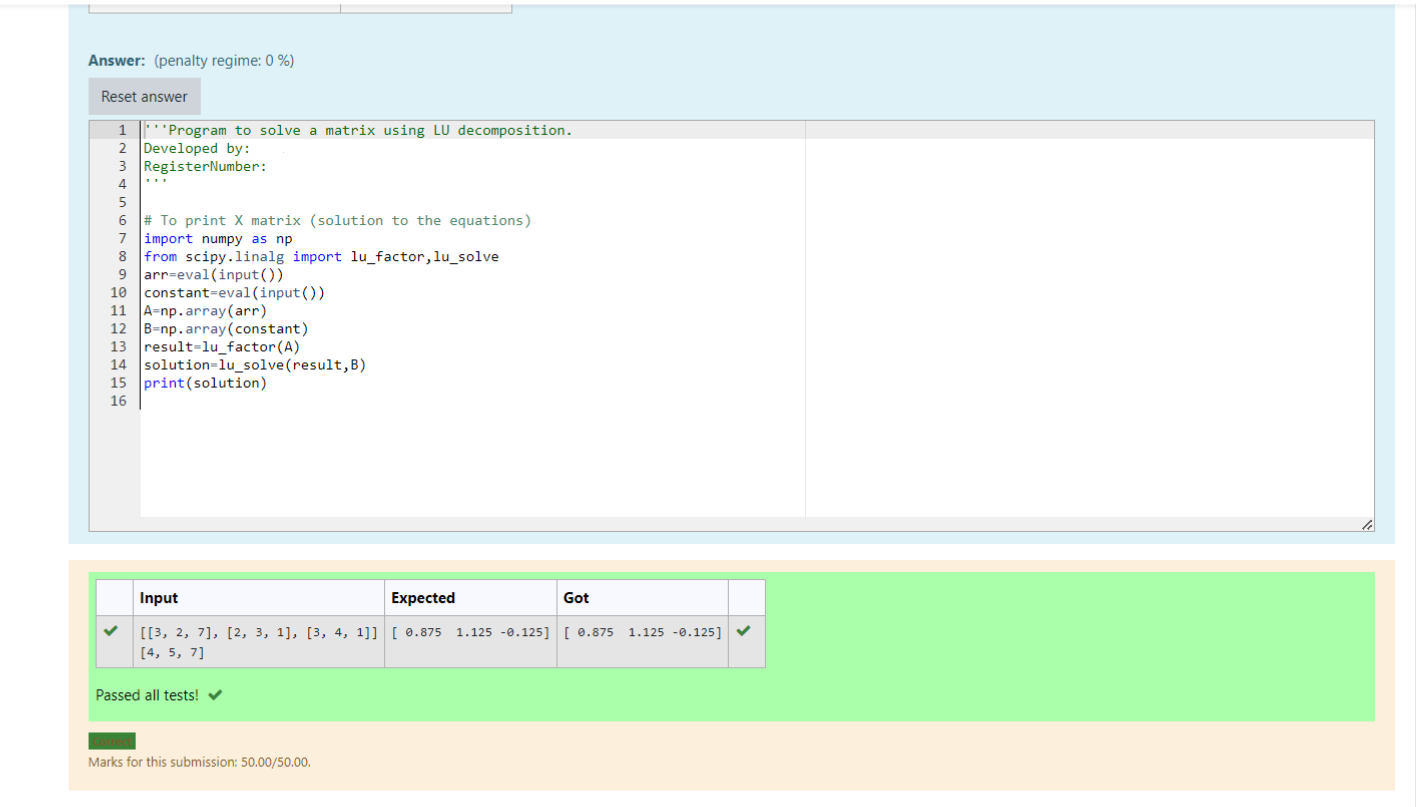 Answer: (penalty regime: 0 %)
Reset answer
1 '''Program to solve a matrix using LU decomposition.
2 Developed by:
3 RegisterNumber:
4 '''
5
6 # To print X matrix (solution to the equations)
7 import numpy as np
8 from scipy.linalg import lu_factor,lu_solve
9 arr=eval(input())
10 constant=eval(input())
11 A=np.array(arr)
12 B=np.array(constant)
13 result=lu_factor(A)
14 solution=lu_solve(result,B)
15 print(solution)
16
Input Expected Got
[[3, 2, 7], [2, 3, 1], [3, 4, 1]] [ 0.875  1.125 -0.125] [ 0.875  1.125 -0.125]
[4, 5, 7]
Passed all tests!
Correct
Marks for this submission: 50.00/50.00.